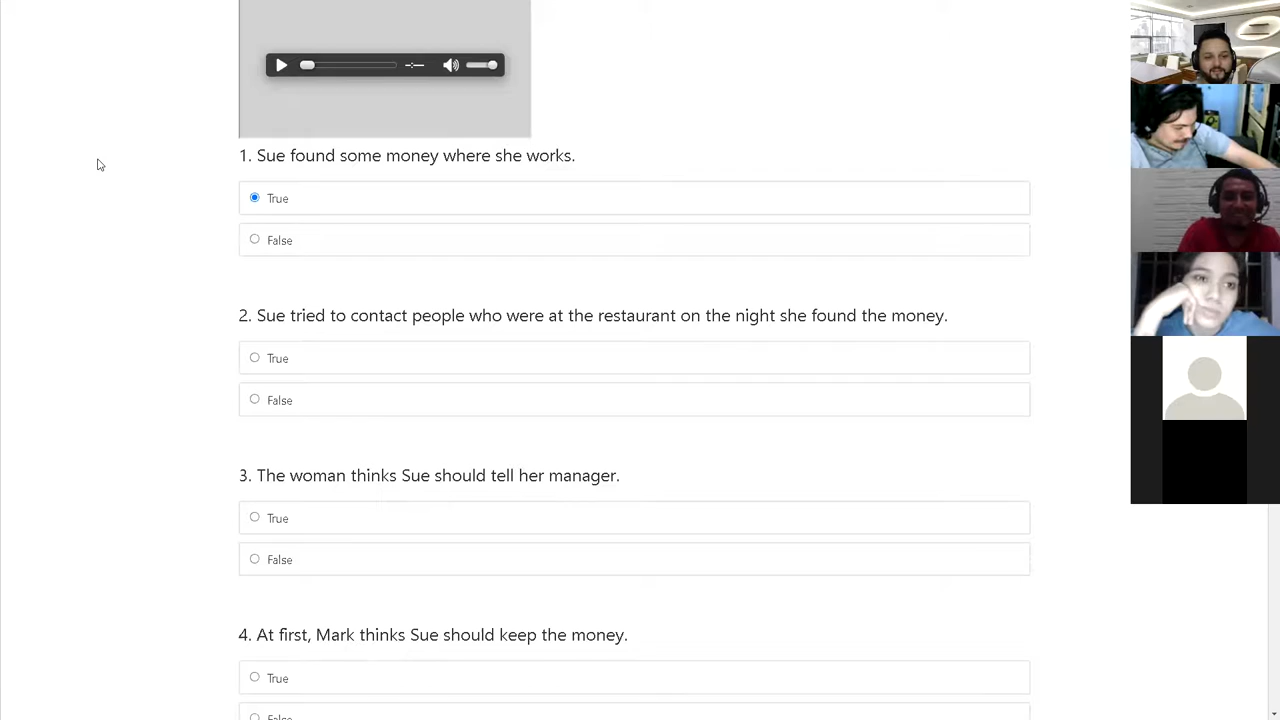 1. Sue found some money where she works.
True
False
2. Sue tried to contact people who were at the restaurant on the night she found the money.
True
False
3. The woman thinks Sue should tell her manager.
True
False
4. At first, Mark thinks Sue should keep the money.
True
False